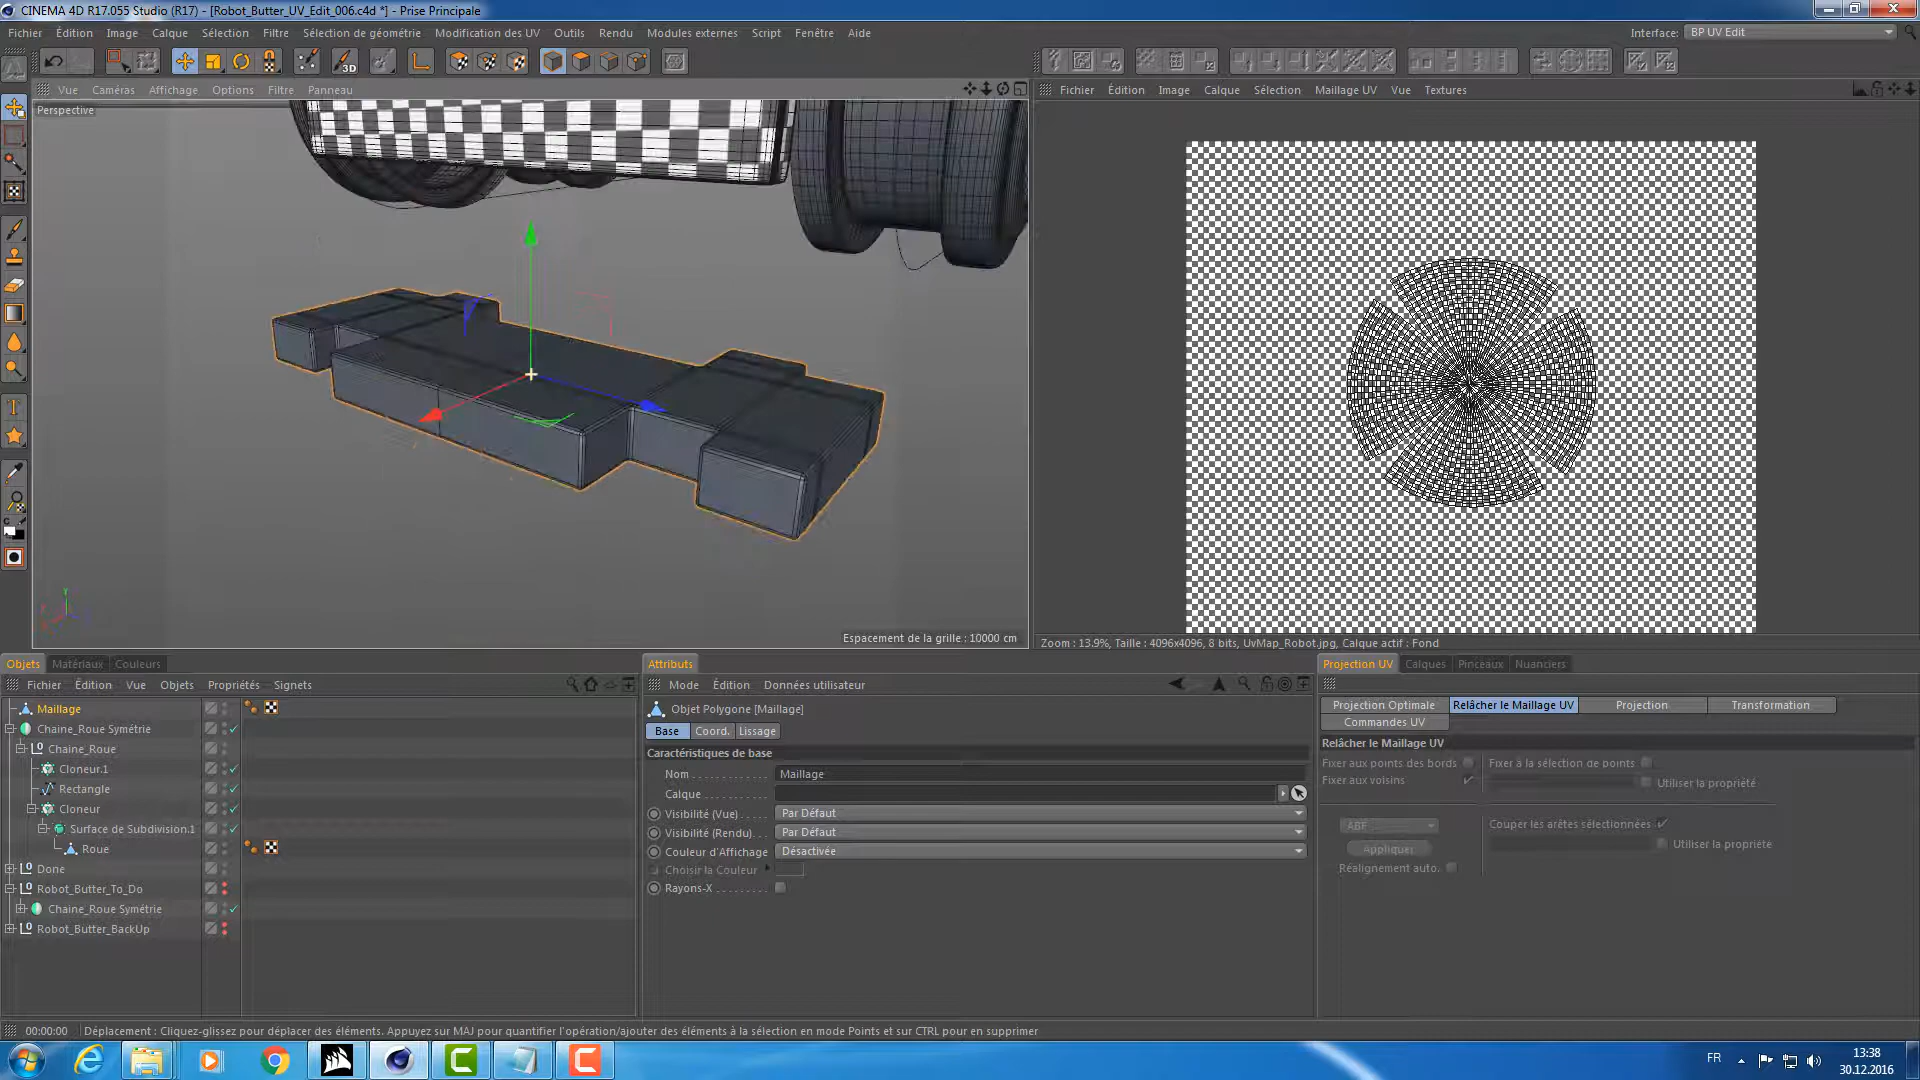 CINEMA 4D R17.055 Studio (R17) - [Robot_Butter_UV_Edit_006.c4d *] - Prise Principale
Fichier Édition Image Calque Sélection Filtre Sélection de géométrie Modification des UV Outils Rendu Modules externes Script Fenêtre Aide
Interface: BP UV Edit
Vue Caméras Affichage Options Filtre Panneau
Fichier Édition Image Calque Sélection Maillage UV Vue Textures
Perspective
Espacement de la grille : 10000 cm
Zoom : 13.9%, Taille : 4096x4096, 8 bits, UvMap_Robot.jpg, Calque actif : Fond
Objets Matériaux Couleurs
Fichier Édition Vue Objets Propriétés Signets
Maillage
Chaine_Roue Symétrie
Chaine_Roue
Cloneur.1
Rectangle
Cloneur
Surface de Subdivision.1
Roue
Done
Robot_Butter_To_Do
Chaine_Roue Symétrie
Robot_Butter_BackUp
Attributs
Mode Édition Données utilisateur
Objet Polygone [Maillage]
Base Coord. Lissage
Caractéristiques de base
Nom Maillage
Calque
Visibilité (Vue) Par Défaut
Visibilité (Rendu) Par Défaut
Couleur d'Affichage Désactivée
Choisir la Couleur
Rayons-X
Projection UV Calques Pinceaux Nuanciers
Projection Optimale Relâcher le Maillage UV Projection Transformation
Commandes UV
Relâcher le Maillage UV
Fixer aux points des bords Fixer à la sélection de points
Fixer aux voisins Utiliser la propriété
ABF Couper les arêtes sélectionnées
Appliquer Utiliser la propriété
Réalignement auto.
00:00:00 Déplacement : Cliquez-glissez pour déplacer des éléments. Appuyez sur MAJ pour quantifier l'opération/ajouter des éléments à la sélection en mode Points et sur CTRL pour en supprimer
FR
13:38
30.12.2016